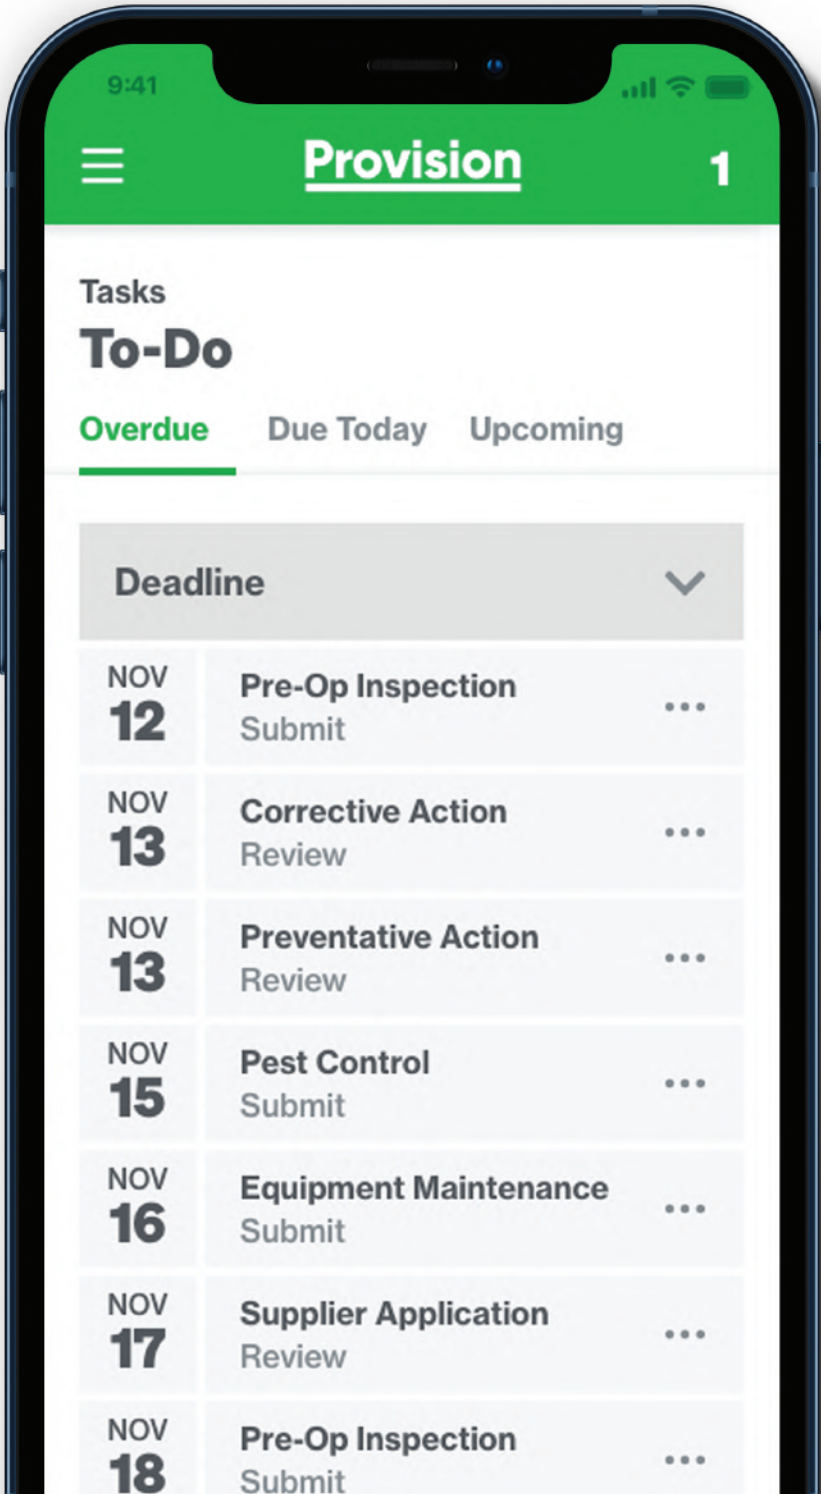 9:41
Provision
1
Tasks
To-Do
Overdue Due Today Upcoming
Deadline
NOV
12
Pre-Op Inspection
Submit
NOV
13
Corrective Action
Review
NOV
13
Preventative Action
Review
NOV
15
Pest Control
Submit
NOV
16
Equipment Maintenance
Submit
NOV
17
Supplier Application
Review
NOV
18
Pre-Op Inspection
Submit